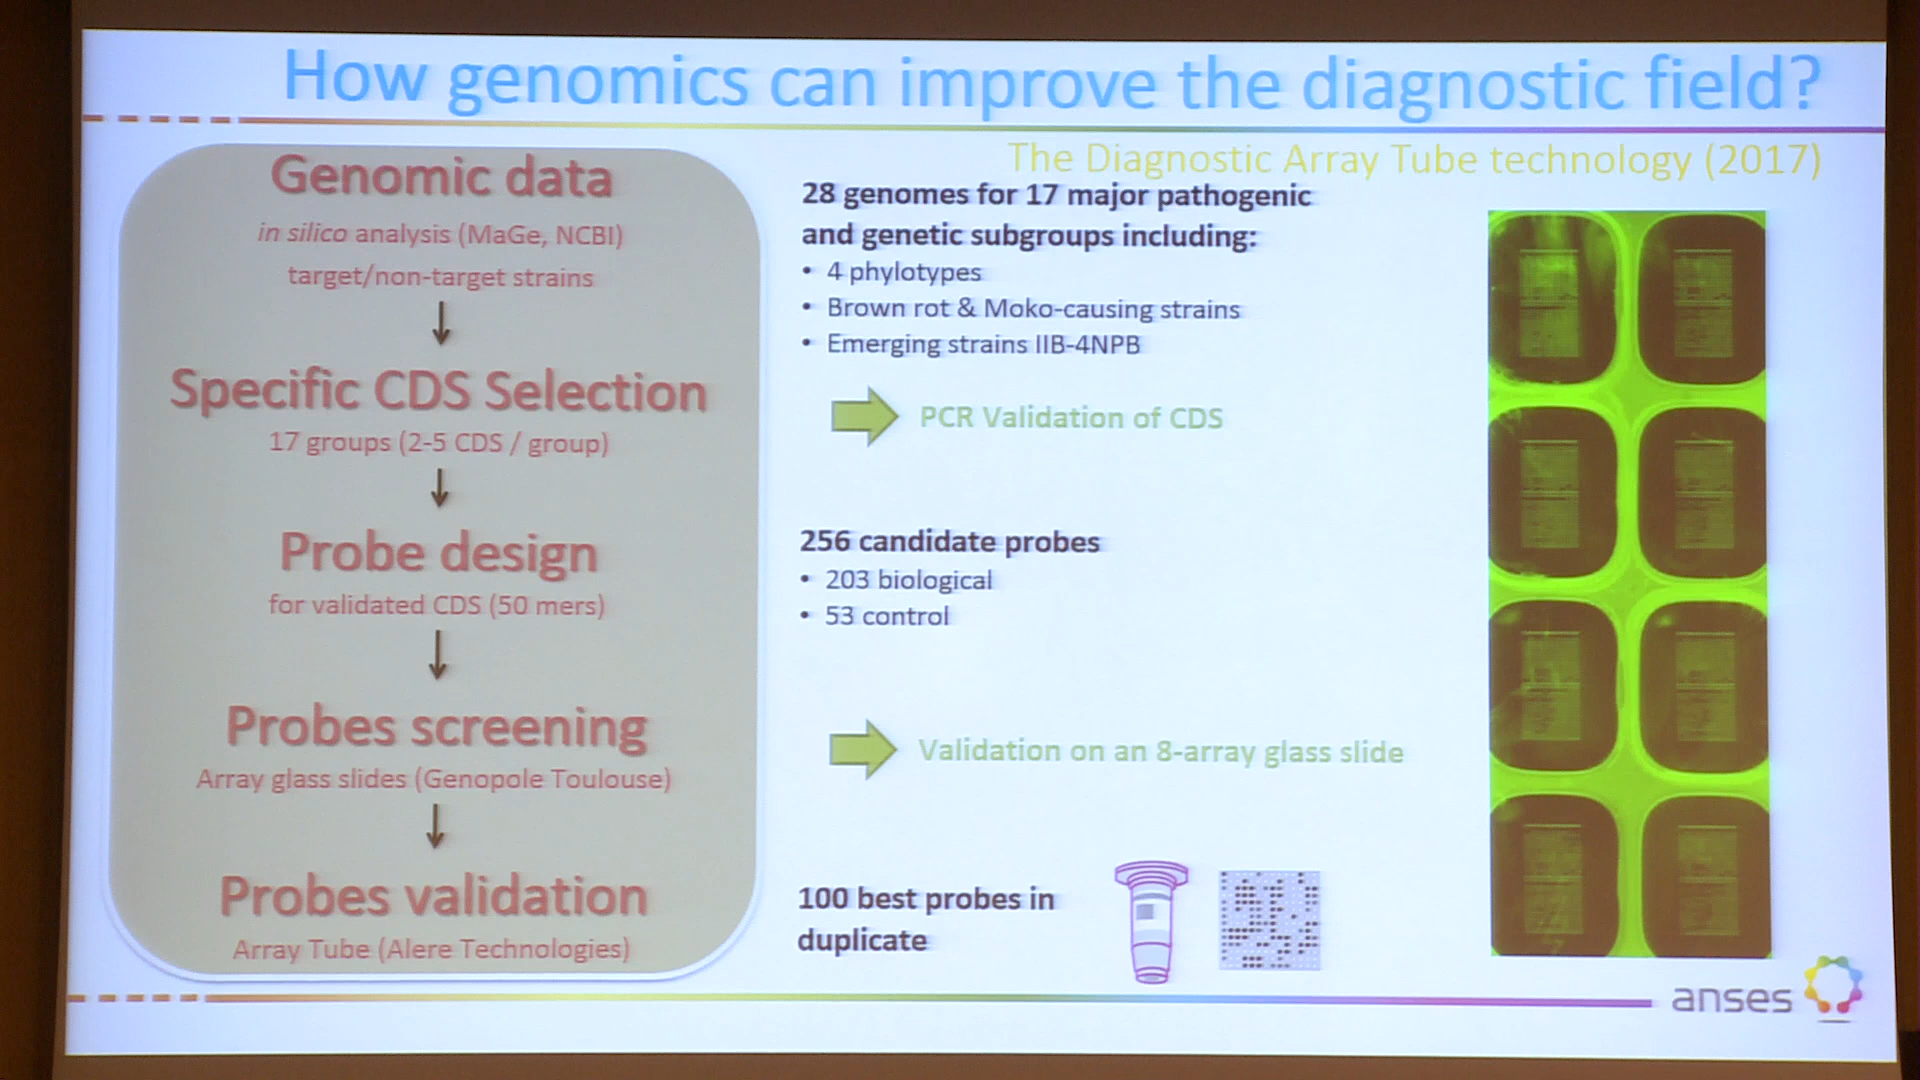 How genomics can improve the diagnostic field?
The Diagnostic Array Tube technology (2017)
Genomic data
in silico analysis (MaGe, NCBI)
target/non-target strains
Specific CDS Selection
17 groups (2-5 CDS / group)
Probe design
for validated CDS (50 mers)
Probes screening
Array glass slides (Genopole Toulouse)
Probes validation
Array Tube (Alere Technologies)
28 genomes for 17 major pathogenic
and genetic subgroups including:
• 4 phylotypes
• Brown rot & Moko-causing strains
• Emerging strains IIB-4NPB
PCR Validation of CDS
256 candidate probes
• 203 biological
• 53 control
Validation on an 8-array glass slide
100 best probes in
duplicate
anses